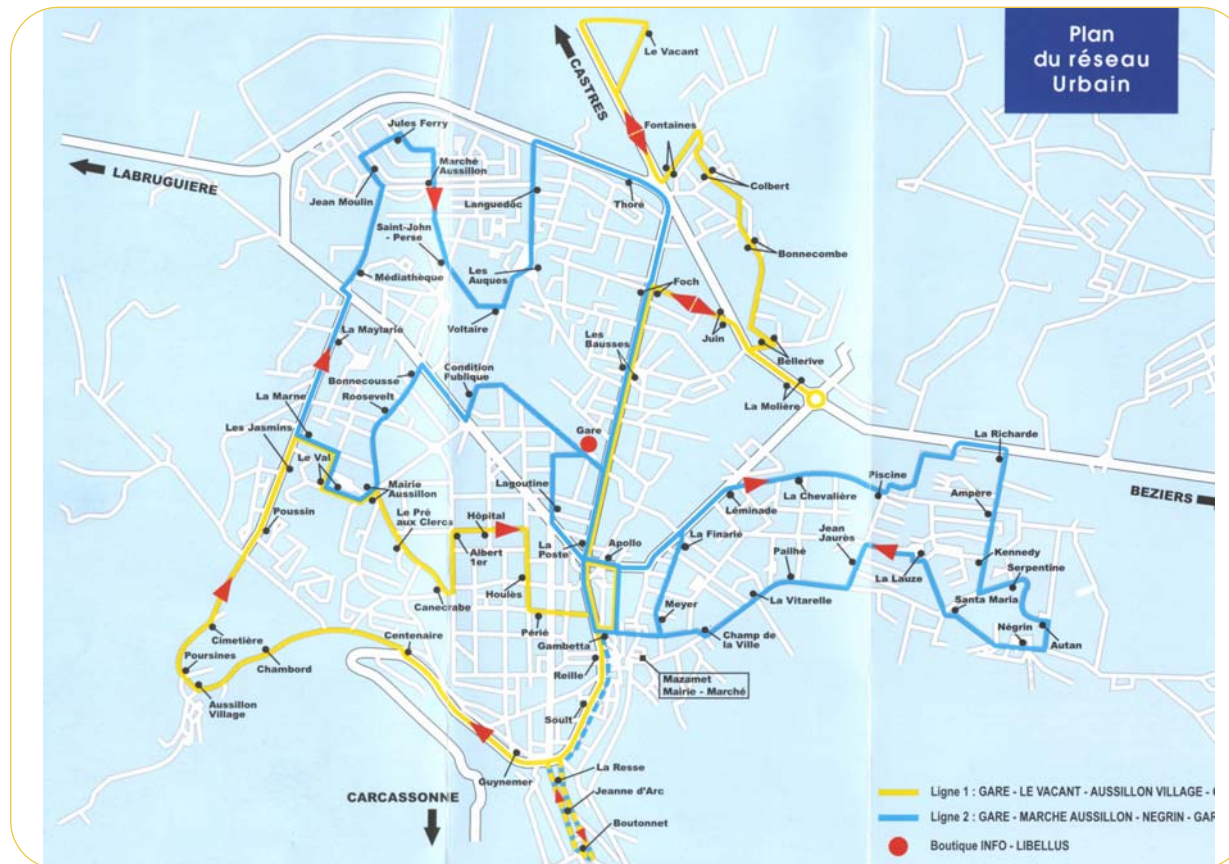 Plan
du réseau
Urbain
Le Vacant
CASTRES
Fontaines
Jules Ferry
Marché
Aussillon
LABRUGUIERE
Jean Moulin
Languedoc
Thoré
Colbert
Saint-John
- Perse
Bonnecombe
Médiathèque
Les
Auques
Foch
Voltaire
Juin
La Maylarié
Les
Bausses
Bellerive
Bonnecousse
Condition
Publique
La Molière
Roosevelt
La Marne
Gare
Les Jasmins
La Richarde
Le Val
Mairie
Aussillon
Lagoutine
La Chevalière
Piscine
BEZIERS
Léminade
Ampère
Poussin
Le Pré
aux Clercs
Hôpital
Jean
Jaurès
La Finarié
Albert
1er
La
Poste
Apollo
Pailhé
Kennedy
La Lauze
Serpentine
Canecrabe
Houlès
La Vitarelle
Santa Maria
Meyer
Cimetière
Centenaire
Périé
Champ de
la Ville
Négrin
Autan
Gambetta
Poursines
Chambord
Reille
Mazamet
Mairie - Marché
Aussillon
Village
Soult
Guynemer
La Resse
CARCASSONNE
Jeanne d'Arc
Boutonnet
Ligne 1 : GARE - LE VACANT - AUSSILLON VILLAGE -
Ligne 2 : GARE - MARCHE AUSSILLON - NEGRIN - GAR
Boutique INFO - LIBELLUS